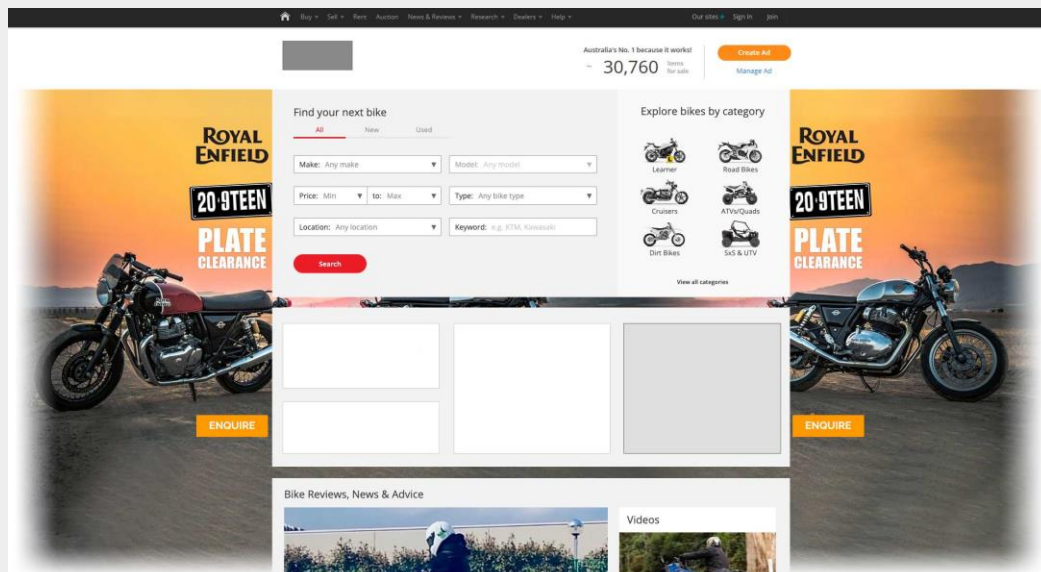 Buy Sell Rent Auction News & Reviews Research Dealers Help Our sites Sign In Join
Australia's No. 1 because it works!
~ 30,760 items for sale
Create Ad
Manage Ad
ROYAL ENFIELD
20-9TEEN
PLATE
CLEARANCE
ENQUIRE
Find your next bike
All New Used
Make: Any make
Model: Any model
Price: Min to: Max
Type: Any bike type
Location: Any location
Keyword: e.g. KTM, Kawasaki
Search
Explore bikes by category
Learner Road Bikes
Cruisers ATVs/Quads
Dirt Bikes SxS & UTV
View all categories
ROYAL ENFIELD
20-9TEEN
PLATE
CLEARANCE
ENQUIRE
Bike Reviews, News & Advice
Videos